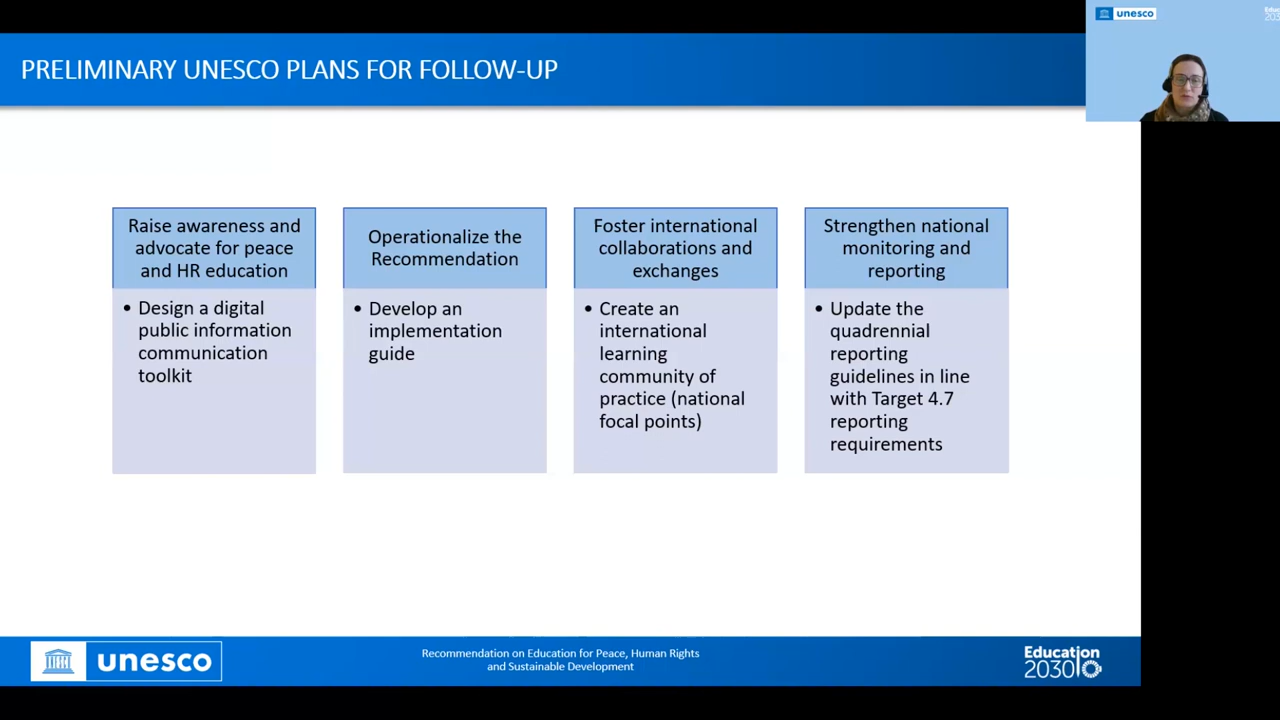 unesco
Educ
203
PRELIMINARY UNESCO PLANS FOR FOLLOW-UP
Raise awareness and
advocate for peace
and HR education
• Design a digital
public information
communication
toolkit
Operationalize the
Recommendation
• Develop an
implementation
guide
Foster international
collaborations and
exchanges
• Create an
international
learning
community of
practice (national
focal points)
Strengthen national
monitoring and
reporting
• Update the
quadrennial
reporting
guidelines in line
with Target 4.7
reporting
requirements
unesco
Recommendation on Education for Peace, Human Rights
and Sustainable Development
Education
2030